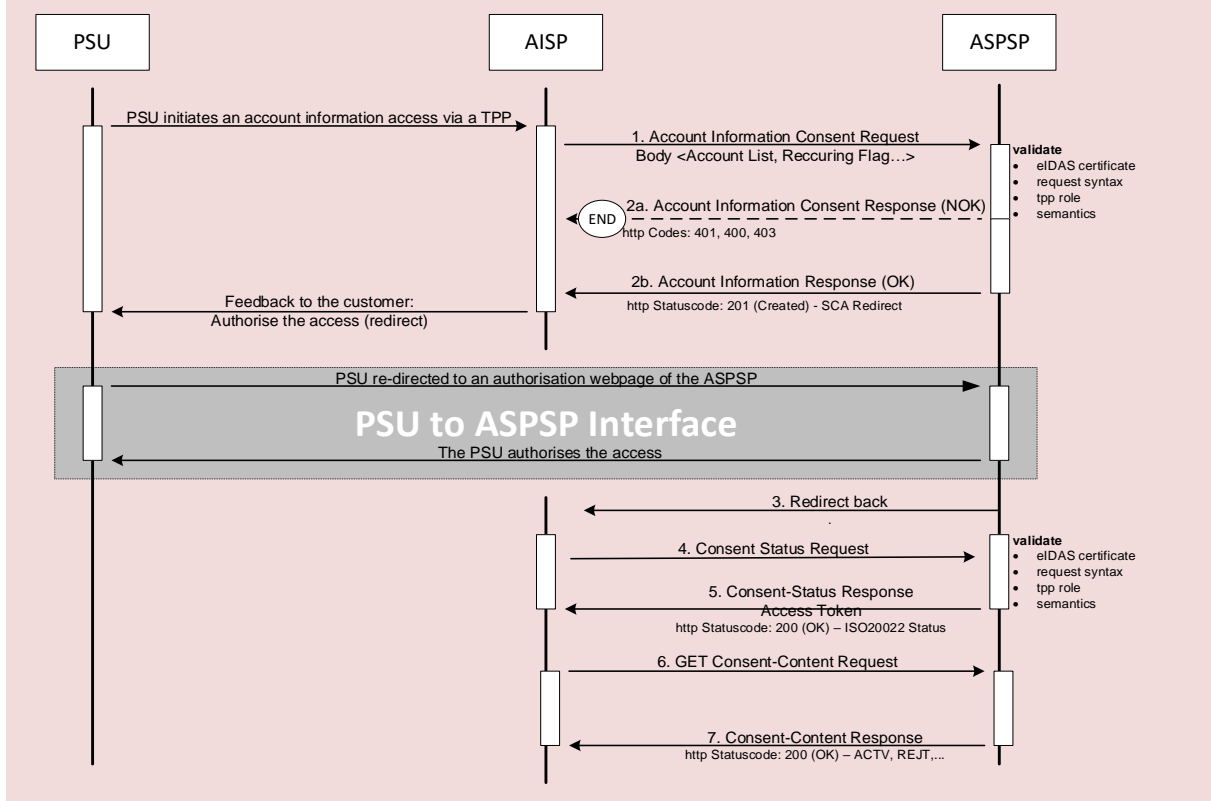 PSU
AISP
ASPSP
PSU initiates an account information access via a TPP
1. Account Information Consent Request
Body <Account List, Reccuring Flag…>
validate
• eIDAS certificate
• request syntax
• tpp role
• semantics
2a. Account Information Consent Response (NOK)
END
http Codes: 401, 400, 403
2b. Account Information Response (OK)
http Statuscode: 201 (Created) - SCA Redirect
Feedback to the customer:
Authorise the access (redirect)
PSU re-directed to an authorisation webpage of the ASPSP
PSU to ASPSP Interface
The PSU authorises the access
3. Redirect back
.
4. Consent Status Request
validate
• eIDAS certificate
• request syntax
• tpp role
• semantics
5. Consent-Status Response
Access Token
http Statuscode: 200 (OK) – ISO20022 Status
6. GET Consent-Content Request
7. Consent-Content Response
http Statuscode: 200 (OK) – ACTV, REJT,...